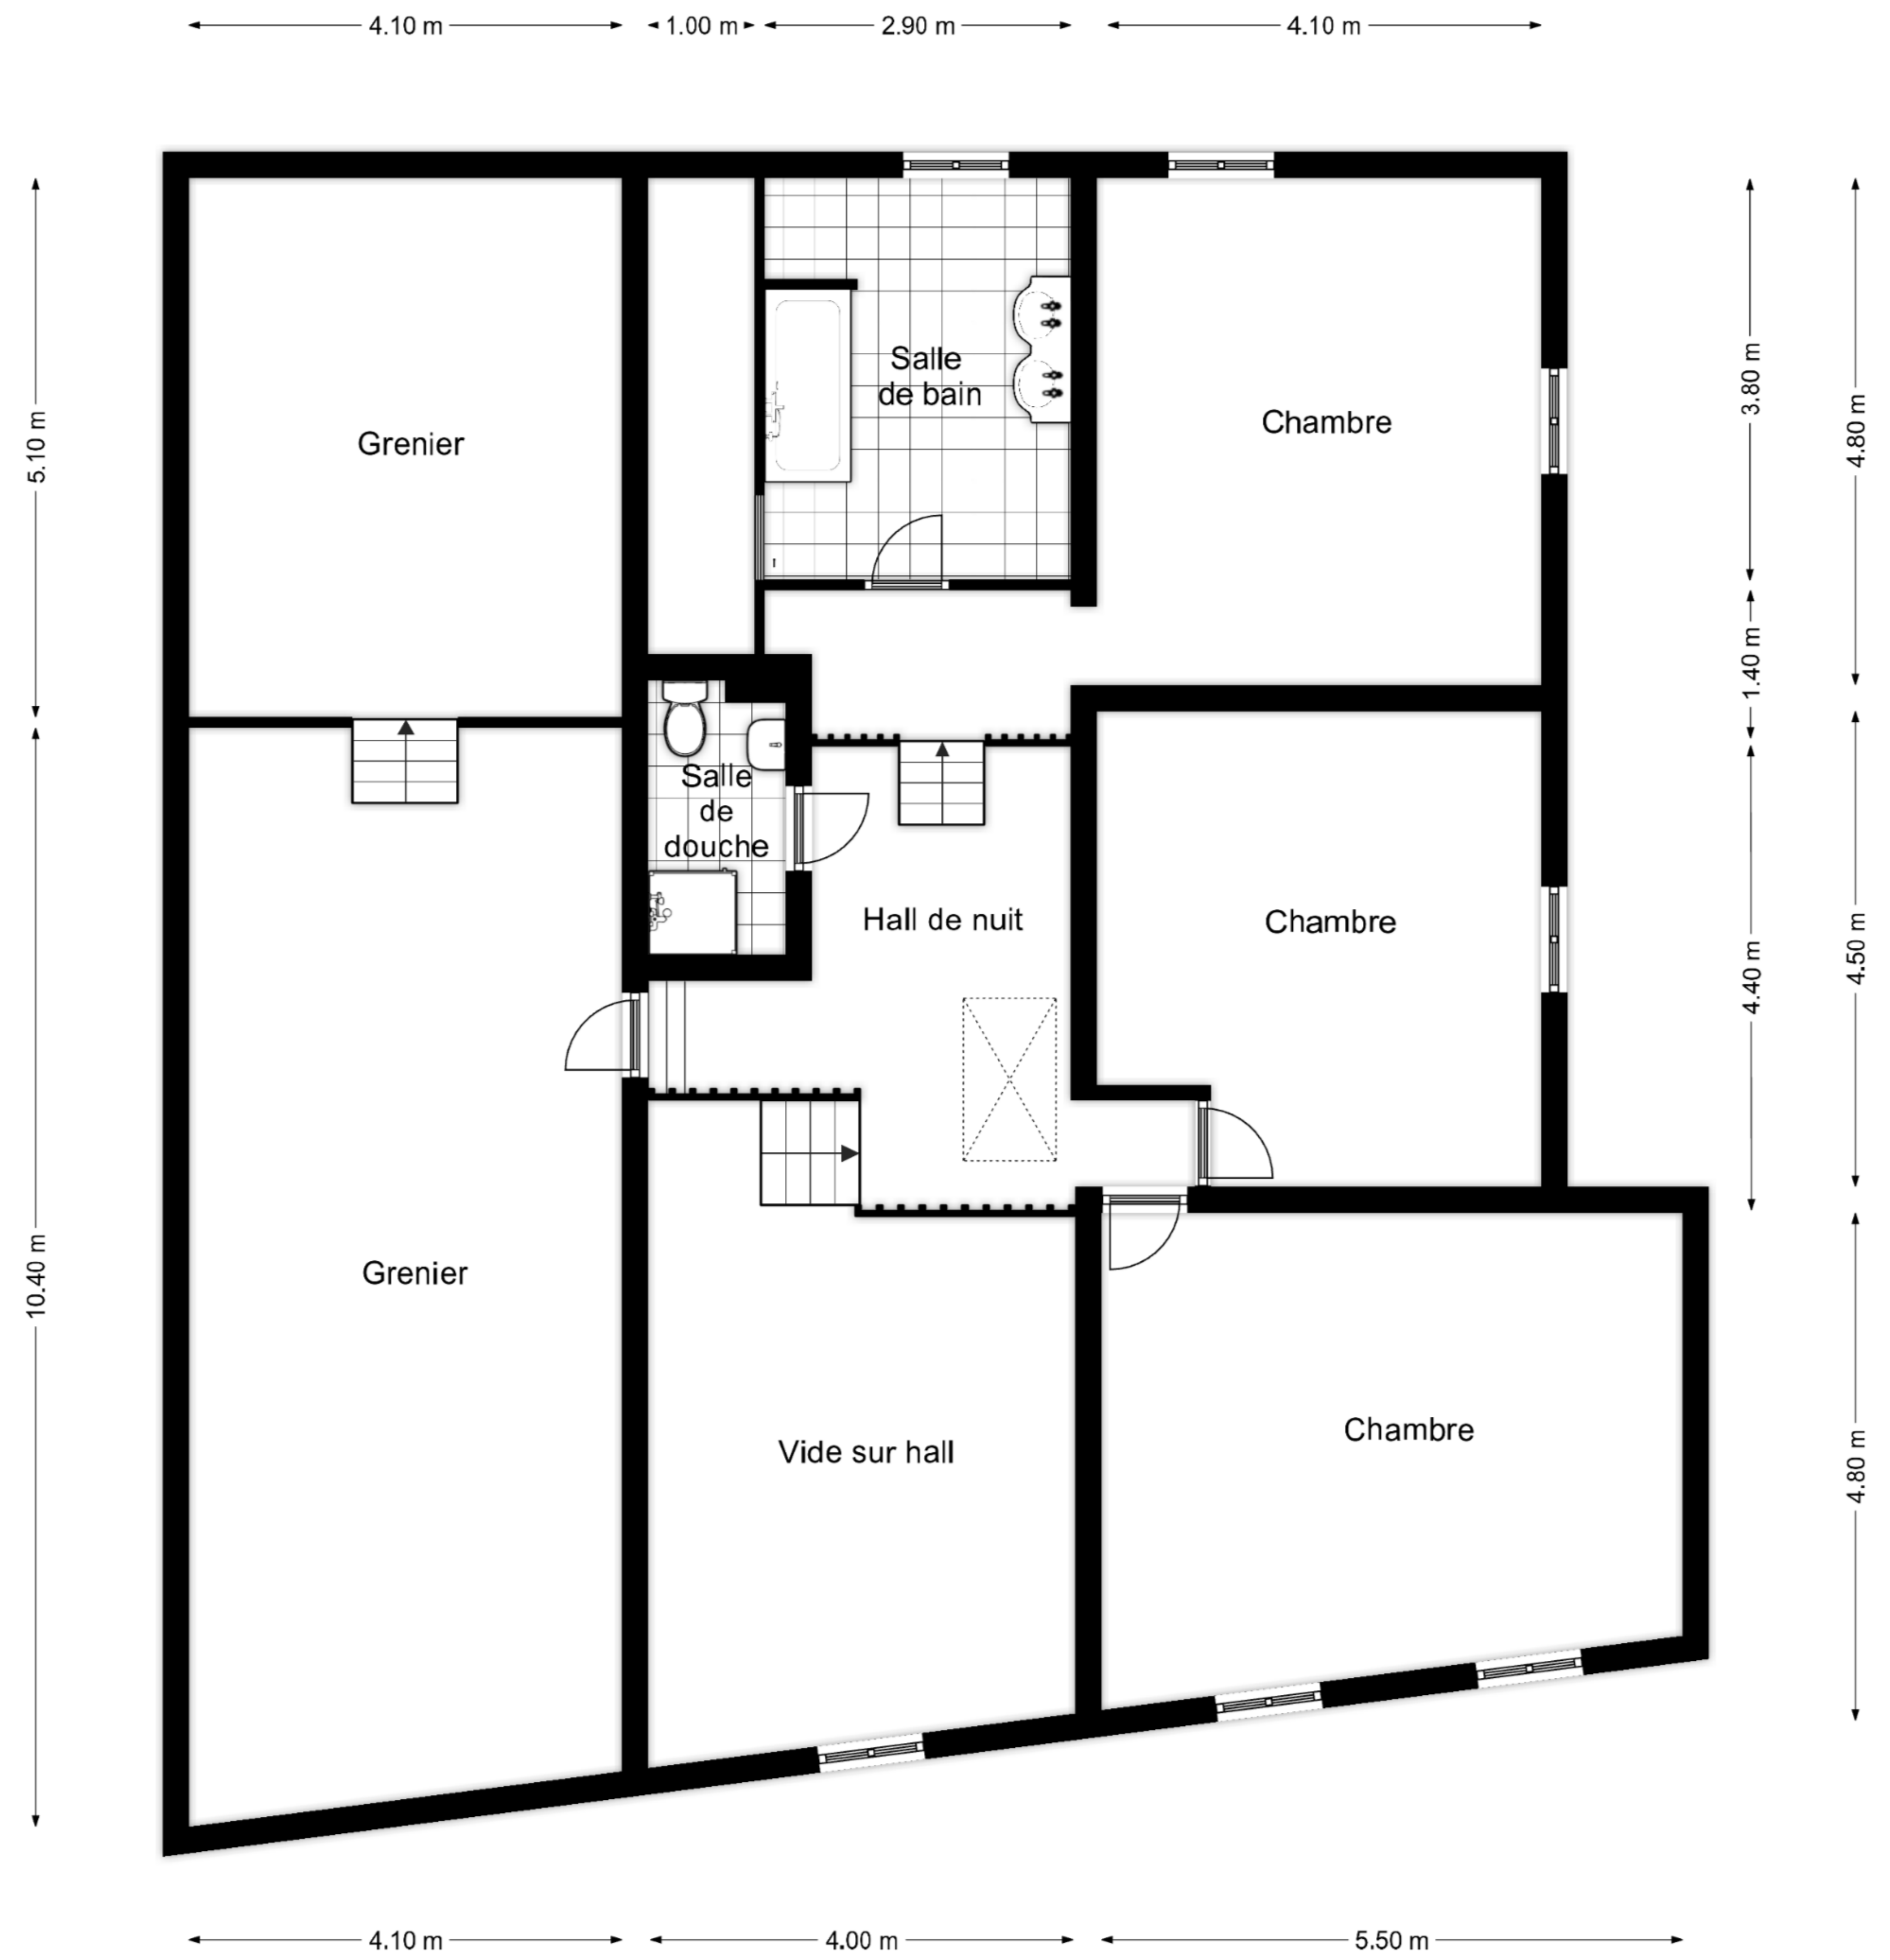 4.10 m
1.00 m
2.90 m
4.10 m
5.10 m
10.40 m
3.80 m
1.40 m
4.40 m
4.80 m
4.50 m
4.80 m
Grenier
Salle
de bain
Chambre
Salle
de
douche
Hall de nuit
Chambre
Grenier
Vide sur hall
Chambre
4.10 m
4.00 m
5.50 m